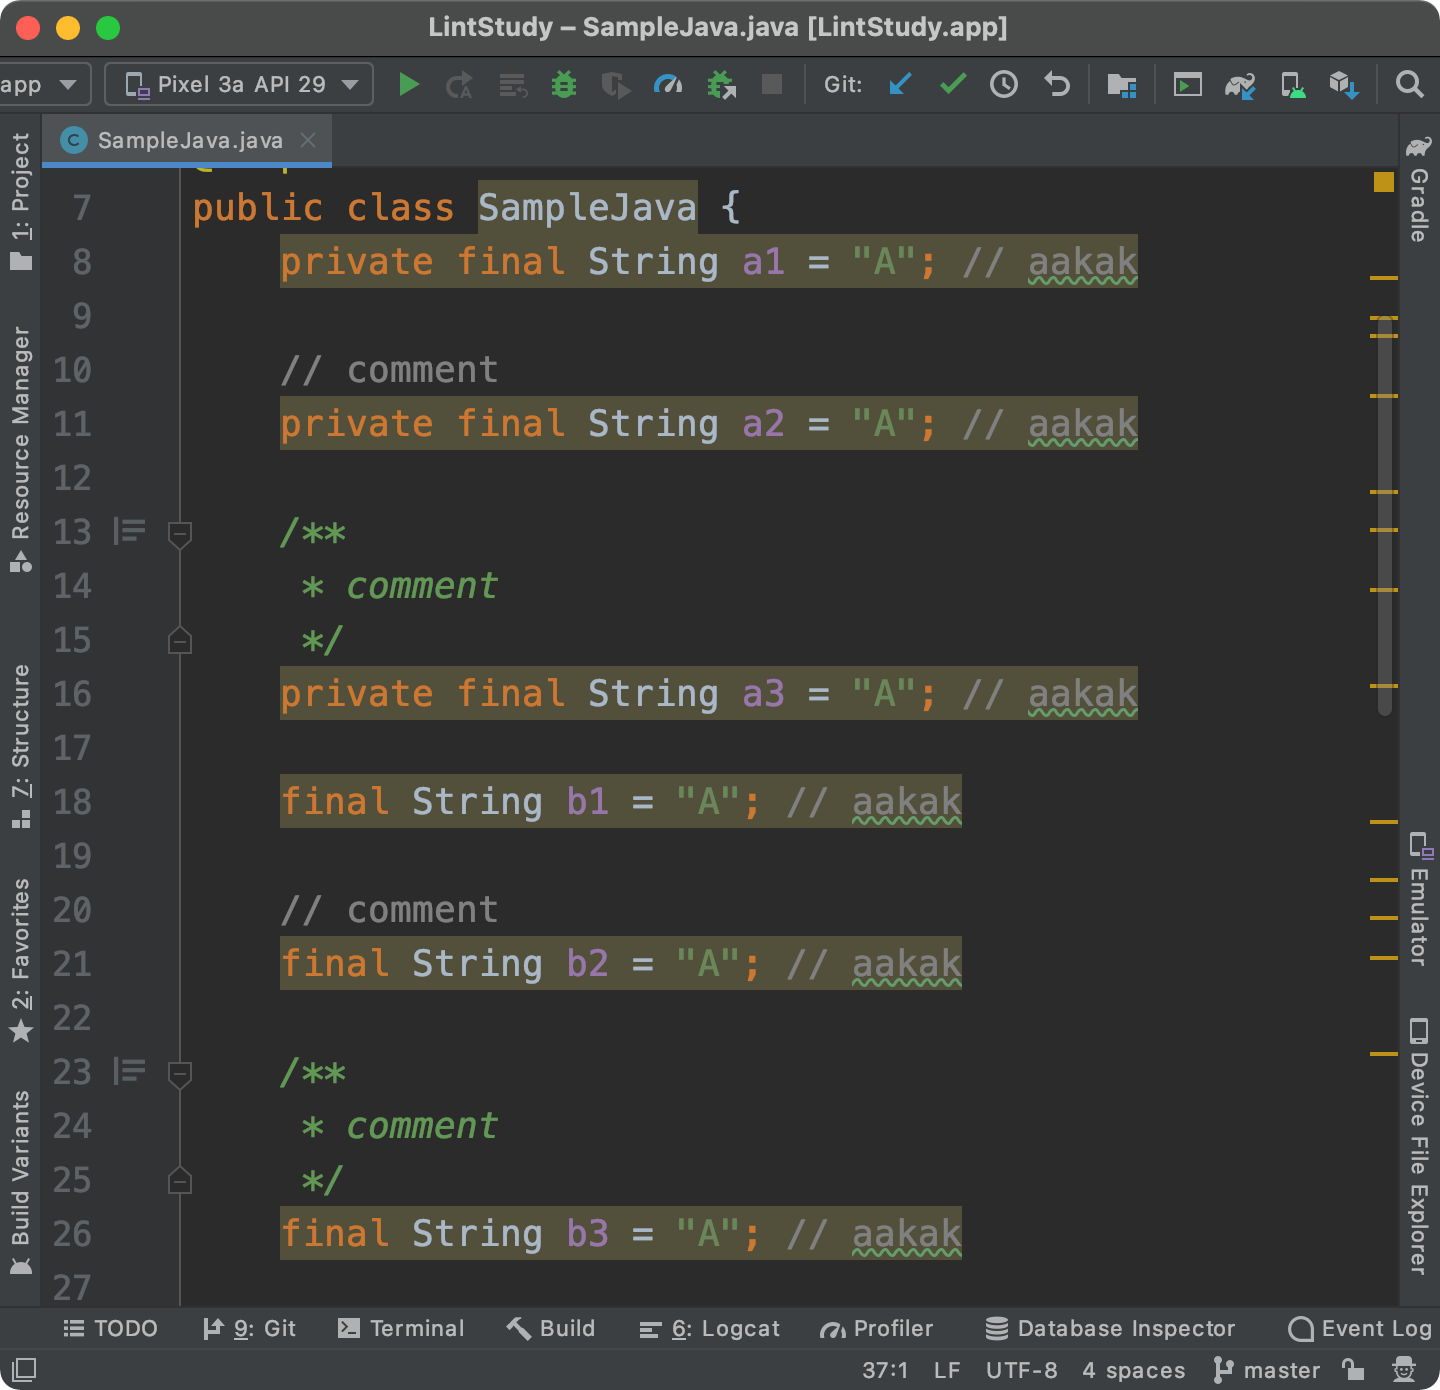 LintStudy – SampleJava.java [LintStudy.app]
app
Pixel 3a API 29
Git:
SampleJava.java
1: Project
Resource Manager
7: Structure
2: Favorites
Build Variants
7 public class SampleJava {
8 private final String a1 = "A"; // aakak
9
10 // comment
11 private final String a2 = "A"; // aakak
12
13 /**
14 * comment
15 */
16 private final String a3 = "A"; // aakak
17
18 final String b1 = "A"; // aakak
19
20 // comment
21 final String b2 = "A"; // aakak
22
23 /**
24 * comment
25 */
26 final String b3 = "A"; // aakak
27
Gradle
Emulator
Device File Explorer
TODO
9: Git
Terminal
Build
6: Logcat
Profiler
Database Inspector
Event Log
37:1 LF UTF-8 4 spaces master